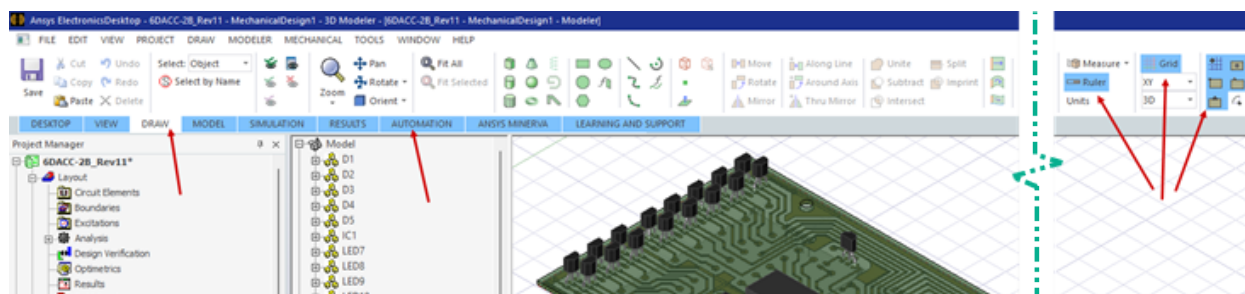 Ansys ElectronicsDesktop - 6DACC-2B_Rev11 - MechanicalDesign1 - 3D Modeler - [6DACC-2B_Rev11 - MechanicalDesign1 - Modeler]
FILE EDIT VIEW PROJECT DRAW MODELER MECHANICAL TOOLS WINDOW HELP
Save
Cut Undo
Copy Redo
Paste Delete
Select: Object
Select by Name
Zoom
Pan
Rotate
Orient
Fit All
Fit Selected
Move Along Line Unite Split
Rotate Around Axis Subtract Imprint
Mirror Thru Mirror Intersect
Measure Grid
Ruler XY
Units 3D
DESKTOP VIEW DRAW MODEL SIMULATION RESULTS AUTOMATION ANSYS MINERVA LEARNING AND SUPPORT
Project Manager
6DACC-2B_Rev11*
Layout
Circuit Elements
Boundaries
Excitations
Analysis
Design Verification
Optimetrics
Results
Model
D1
D2
D3
D4
D5
IC1
LED7
LED8
LED9